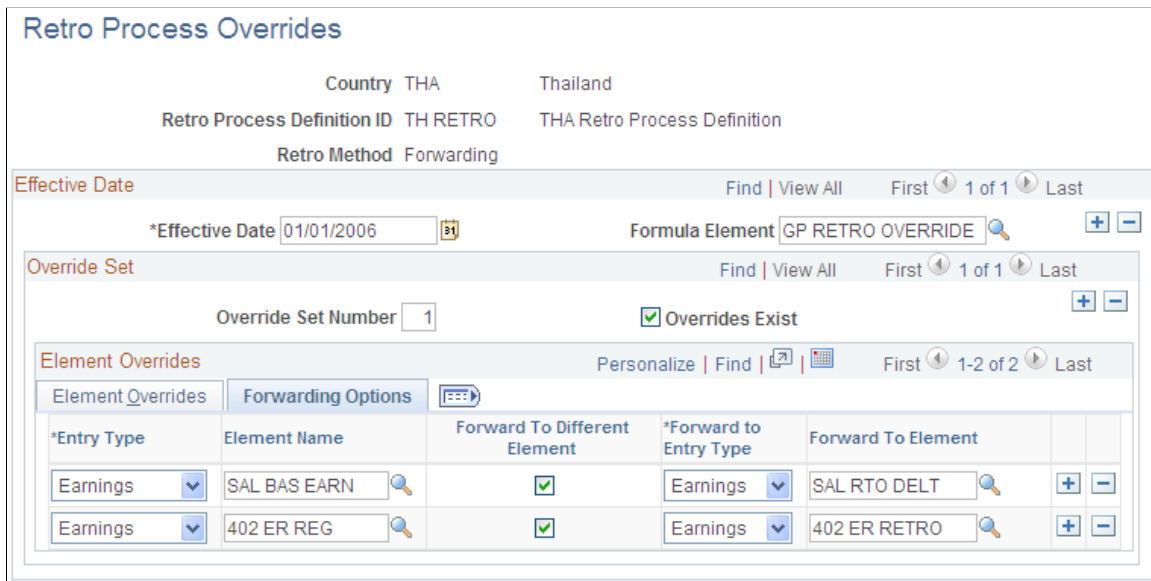 Retro Process Overrides
Country THA Thailand
Retro Process Definition ID TH RETRO THA Retro Process Definition
Retro Method Forwarding
Effective Date Find | View All First 1 of 1 Last
*Effective Date 01/01/2006 31 Formula Element GP RETRO OVERRIDE
Override Set Find | View All First 1 of 1 Last
Override Set Number 1 Overrides Exist
Element Overrides Personalize | Find | | First 1-2 of 2 Last
Element Overrides Forwarding Options
*Entry Type Element Name Forward To Different Element *Forward to Entry Type Forward To Element
Earnings SAL BAS EARN Earnings SAL RTO DELT
Earnings 402 ER REG Earnings 402 ER RETRO